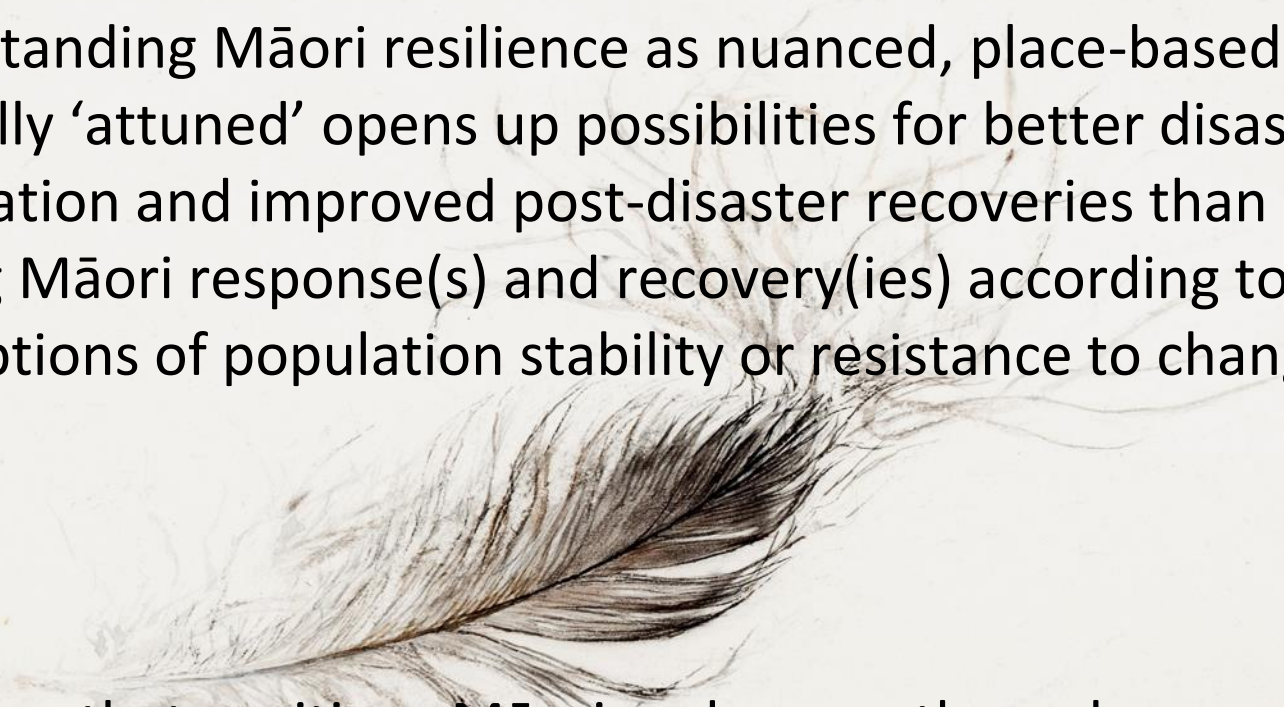 tanding Māori resilience as nuanced, place-based
lly ‘attuned’ opens up possibilities for better disas
ation and improved post-disaster recoveries than
Māori response(s) and recovery(ies) according to
ptions of population stability or resistance to chan